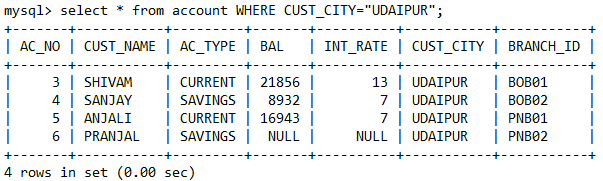 mysql> select * from account WHERE CUST_CITY="UDAIPUR";
+-------+-----------+---------+-------+----------+-----------+-----------+
| AC_NO | CUST_NAME | AC_TYPE | BAL   | INT_RATE | CUST_CITY | BRANCH_ID |
+-------+-----------+---------+-------+----------+-----------+-----------+
|     3 | SHIVAM    | CURRENT | 21856 |       13 | UDAIPUR   | BOB01     |
|     4 | SANJAY    | SAVINGS |  8932 |        7 | UDAIPUR   | BOB02     |
|     5 | ANJALI    | CURRENT | 16943 |        7 | UDAIPUR   | PNB01     |
|     6 | PRANJAL   | SAVINGS |  NULL |     NULL | UDAIPUR   | PNB02     |
+-------+-----------+---------+-------+----------+-----------+-----------+
4 rows in set (0.00 sec)